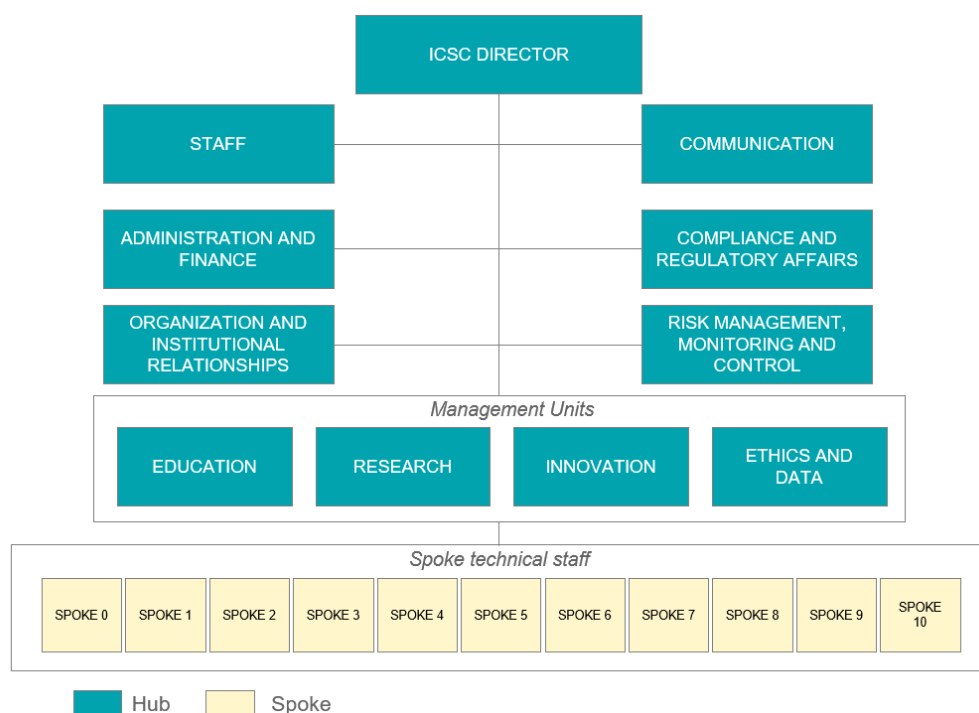 ICSC DIRECTOR
STAFF
COMMUNICATION
ADMINISTRATION AND
FINANCE
COMPLIANCE AND
REGULATORY AFFAIRS
ORGANIZATION AND
INSTITUTIONAL
RELATIONSHIPS
RISK MANAGEMENT,
MONITORING AND
CONTROL
Management Units
EDUCATION
RESEARCH
INNOVATION
ETHICS AND
DATA
Spoke technical staff
SPOKE 0
SPOKE 1
SPOKE 2
SPOKE 3
SPOKE 4
SPOKE 5
SPOKE 6
SPOKE 7
SPOKE 8
SPOKE 9
SPOKE
10
Hub
Spoke